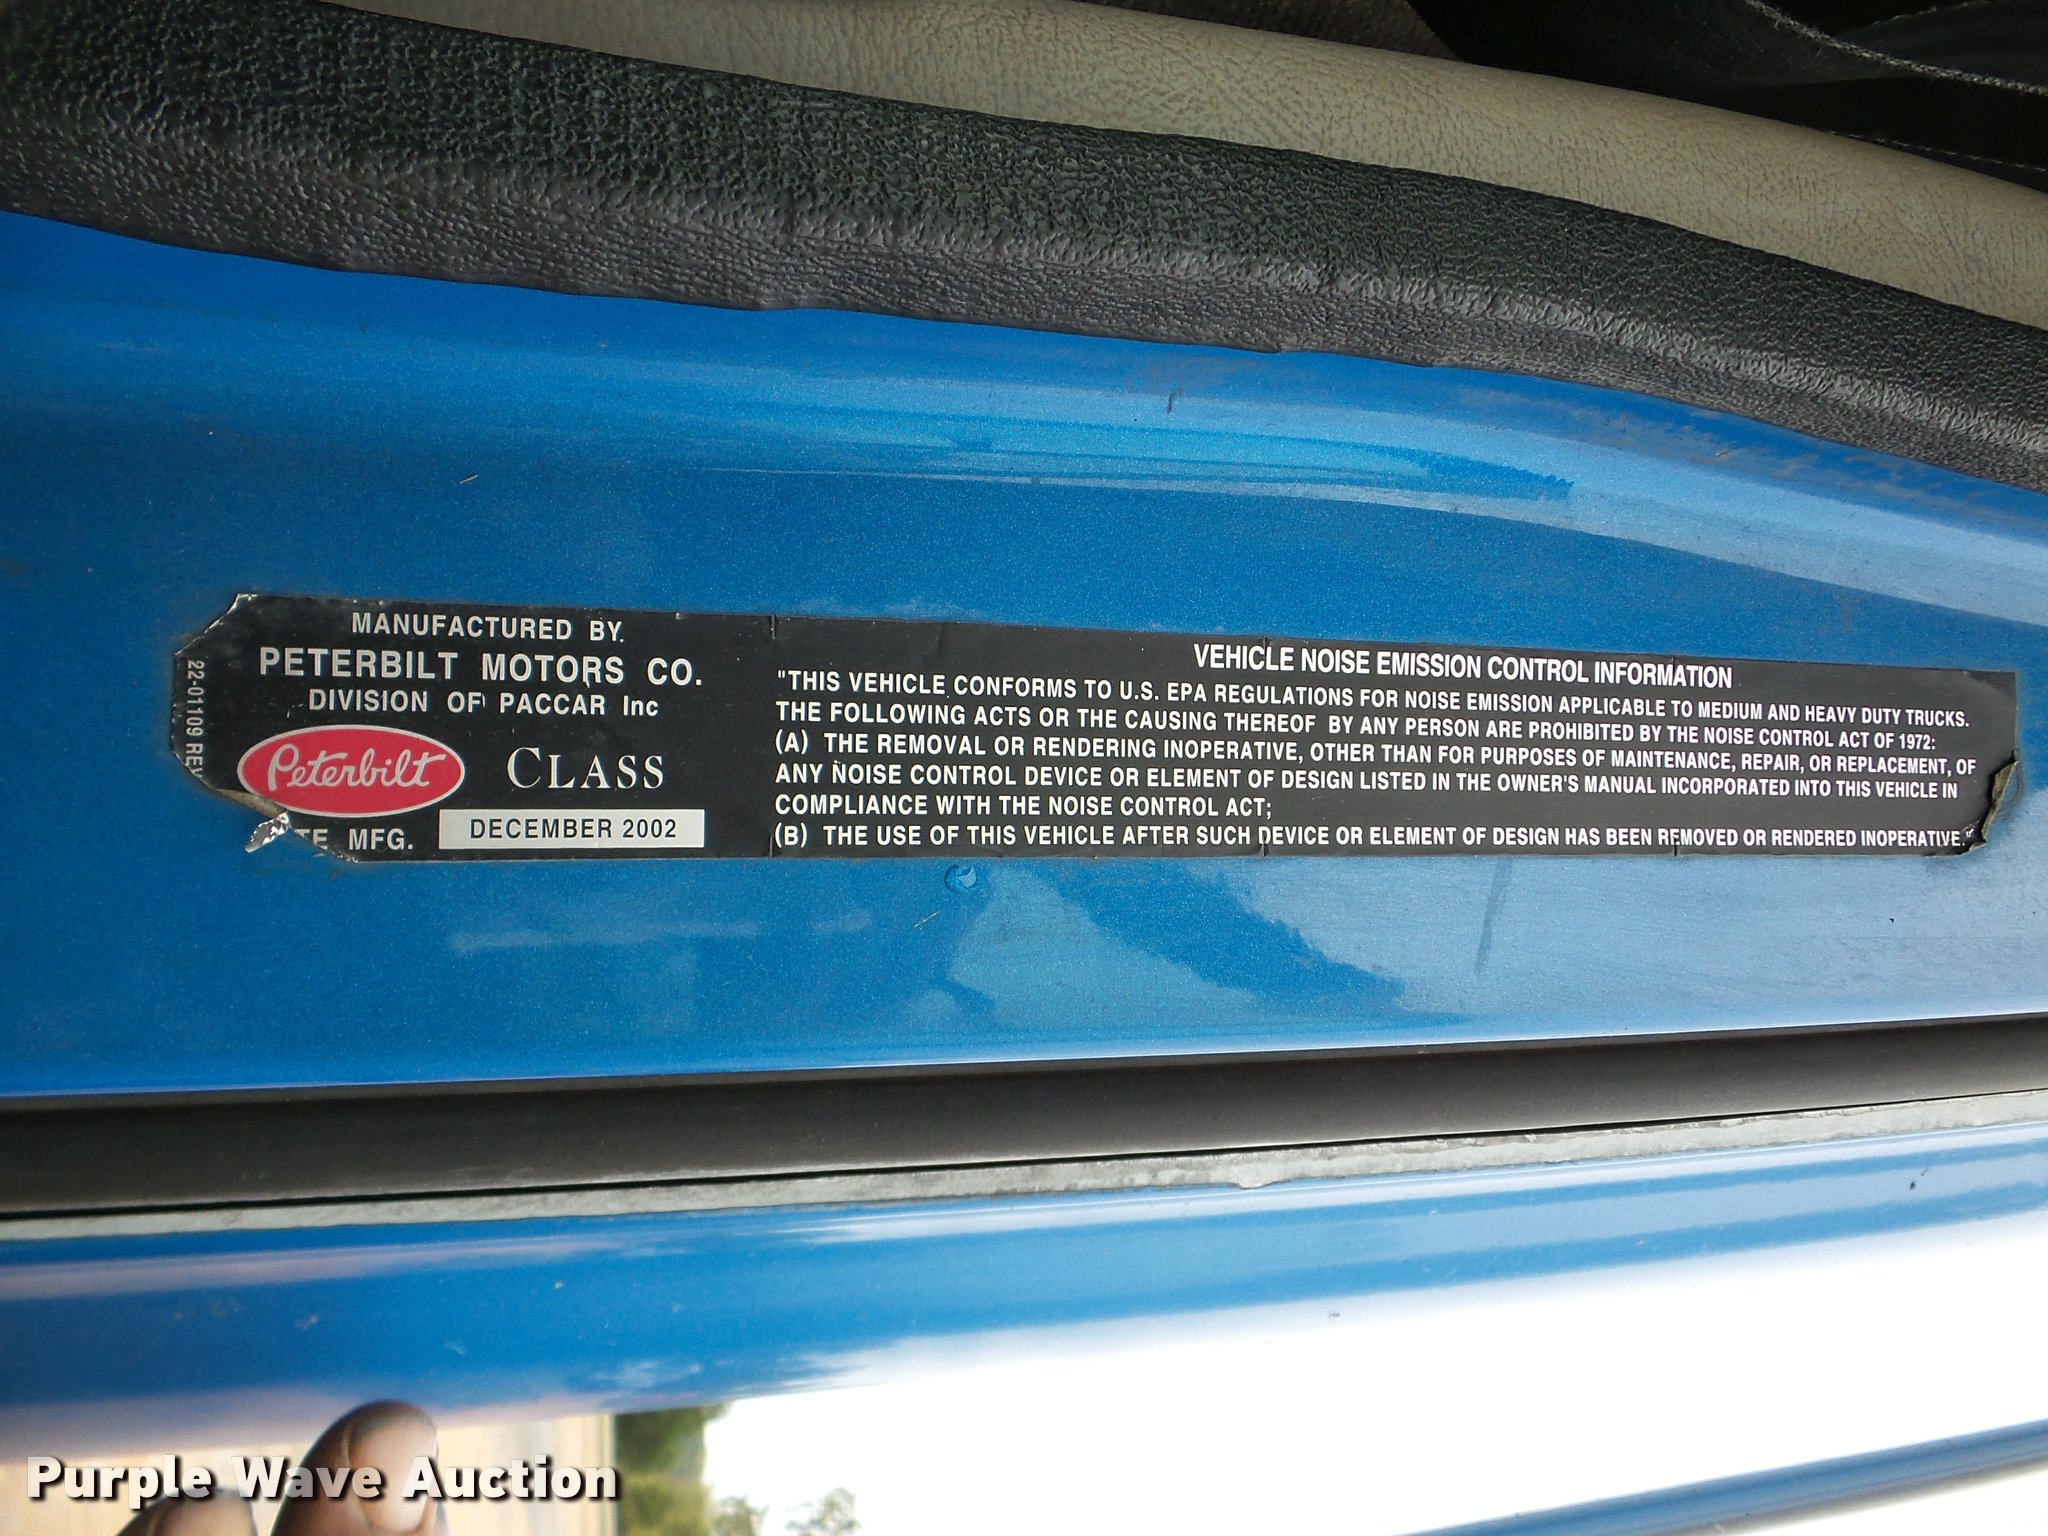 MANUFACTURED BY.
PETERBILT MOTORS CO.
DIVISION OF PACCAR Inc
22-01109 REV
Peterbilt
CLASS
TE MFG.
DECEMBER 2002
VEHICLE NOISE EMISSION CONTROL INFORMATION
"THIS VEHICLE CONFORMS TO U.S. EPA REGULATIONS FOR NOISE EMISSION APPLICABLE TO MEDIUM AND HEAVY DUTY TRUCKS.
THE FOLLOWING ACTS OR THE CAUSING THEREOF BY ANY PERSON ARE PROHIBITED BY THE NOISE CONTROL ACT OF 1972:
(A) THE REMOVAL OR RENDERING INOPERATIVE, OTHER THAN FOR PURPOSES OF MAINTENANCE, REPAIR, OR REPLACEMENT, OF
ANY NOISE CONTROL DEVICE OR ELEMENT OF DESIGN LISTED IN THE OWNER'S MANUAL INCORPORATED INTO THIS VEHICLE IN
COMPLIANCE WITH THE NOISE CONTROL ACT;
(B) THE USE OF THIS VEHICLE AFTER SUCH DEVICE OR ELEMENT OF DESIGN HAS BEEN REMOVED OR RENDERED INOPERATIVE."
Purple Wave Auction